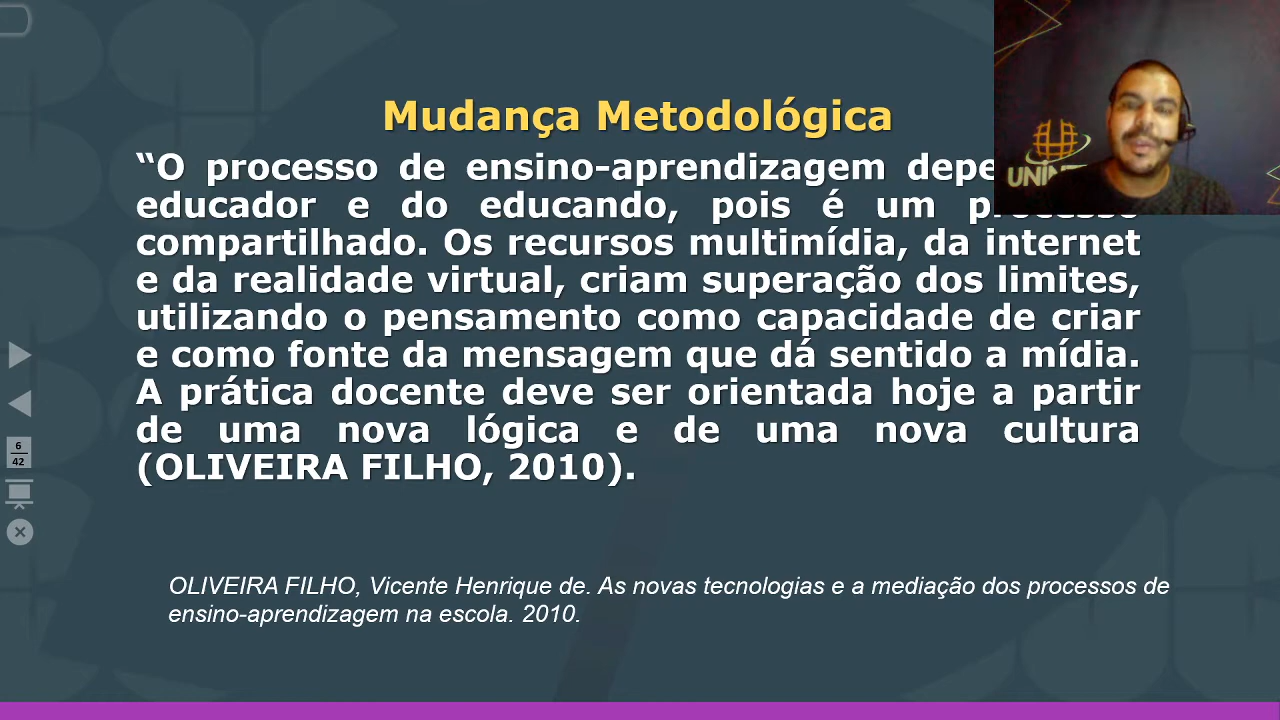 Mudança Metodológica
“O processo de ensino-aprendizagem depe
educador e do educando, pois é um processo
compartilhado. Os recursos multimídia, da internet
e da realidade virtual, criam superação dos limites,
utilizando o pensamento como capacidade de criar
e como fonte da mensagem que dá sentido a mídia.
A prática docente deve ser orientada hoje a partir
de uma nova lógica e de uma nova cultura
(OLIVEIRA FILHO, 2010).
OLIVEIRA FILHO, Vicente Henrique de. As novas tecnologias e a mediação dos processos de
ensino-aprendizagem na escola. 2010.
6
42